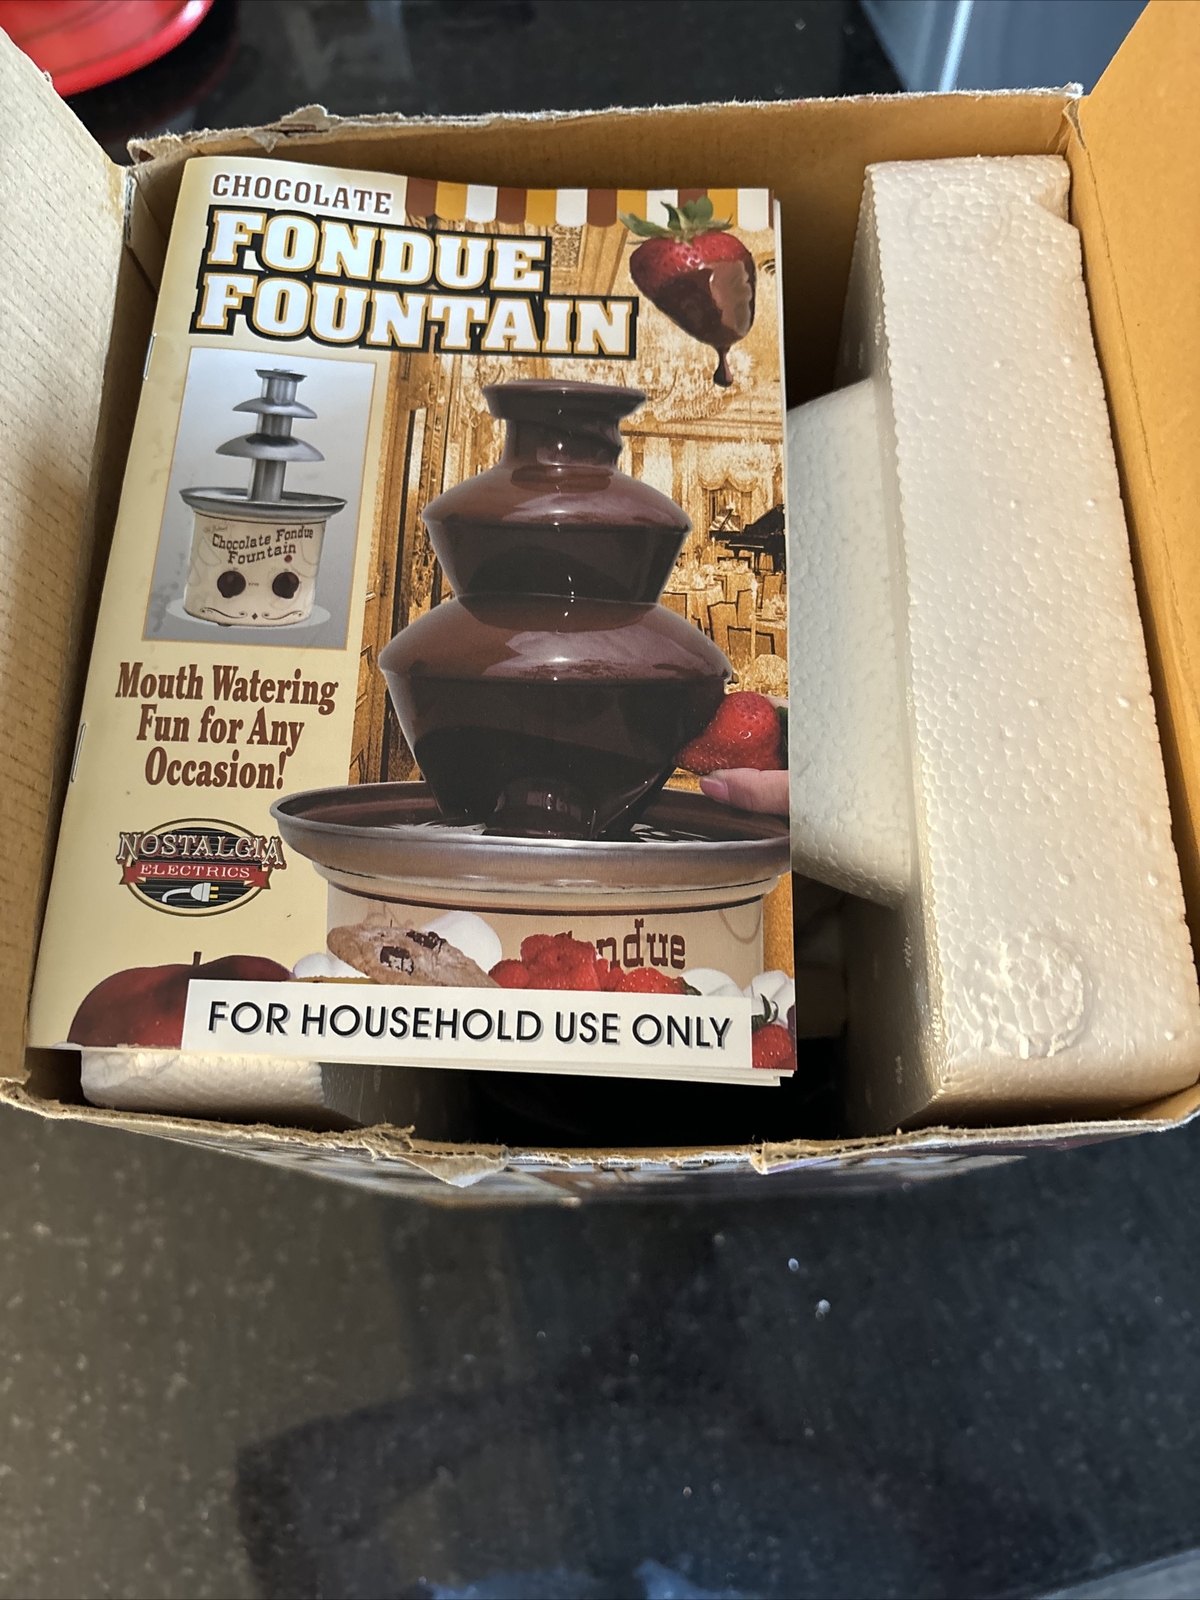 CHOCOLATE
FONDUE
FOUNTAIN
Chocolate Fondue
Fountain
Mouth Watering
Fun for Any
Occasion!
NOSTALGIA
ELECTRICS
ndue
FOR HOUSEHOLD USE ONLY